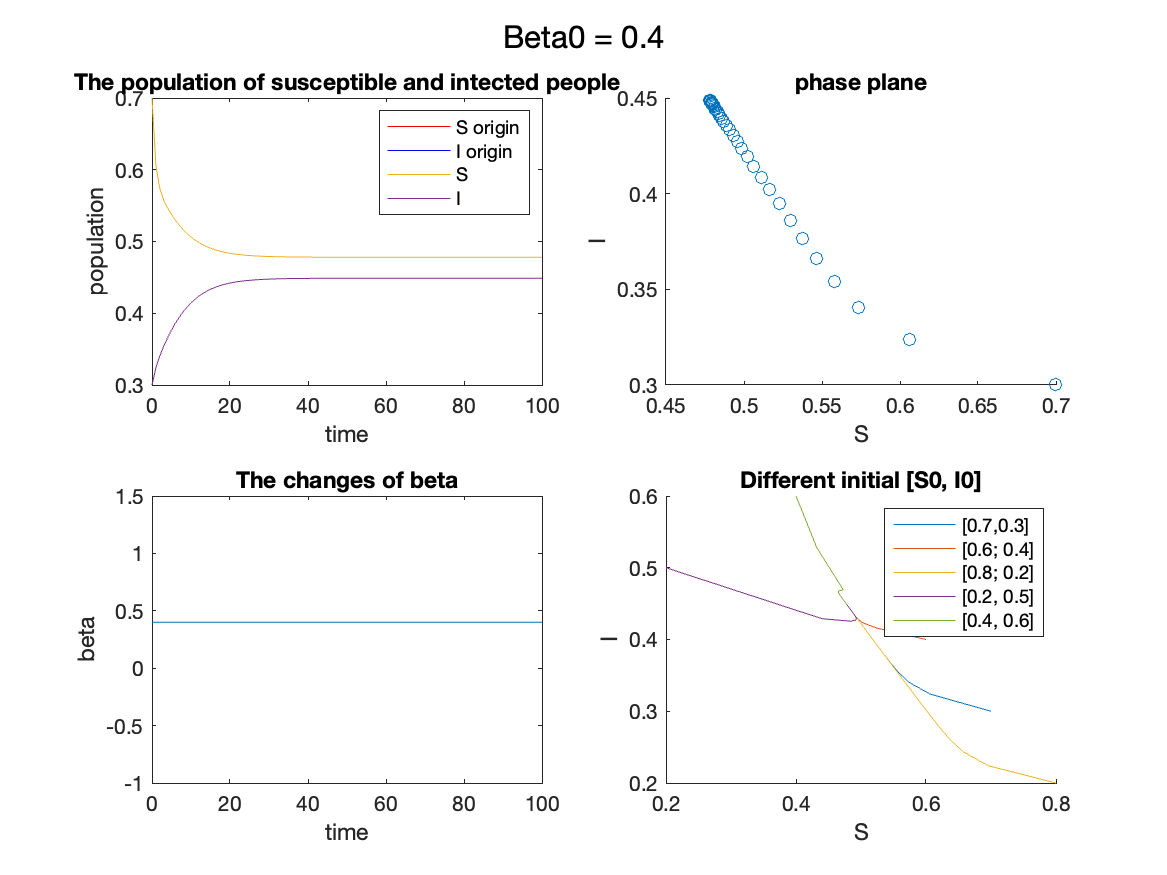 Beta0 = 0.4
The population of susceptible and intected people
0.7
0.6
0.5
0.4
0.3
population
0
20
40
60
80
100
time
S origin
I origin
S
I
phase plane
0.45
0.4
0.35
0.3
I
0.45
0.5
0.55
0.6
0.65
0.7
S
The changes of beta
1.5
1
0.5
0
-0.5
-1
beta
0
20
40
60
80
100
time
Different initial [S0, I0]
0.6
0.5
0.4
0.3
0.2
I
0.2
0.4
0.6
0.8
S
[0.7,0.3]
[0.6; 0.4]
[0.8; 0.2]
[0.2, 0.5]
[0.4, 0.6]